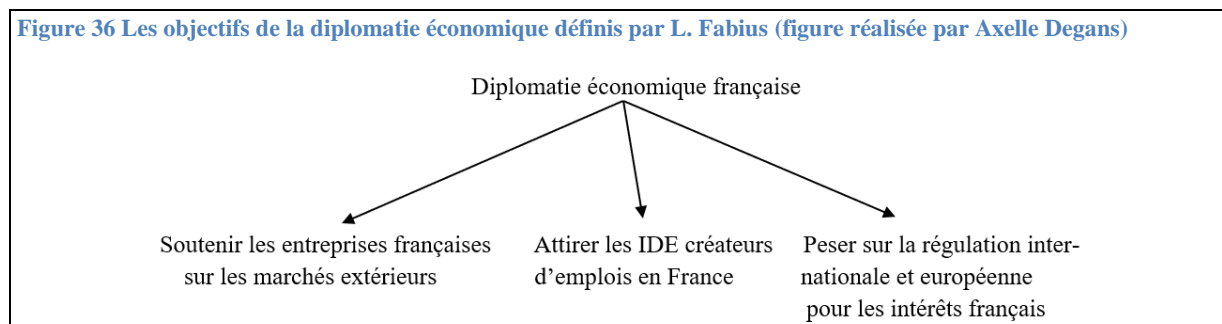 Figure 36 Les objectifs de la diplomatie économique définis par L. Fabius (figure réalisée par Axelle Degans)
Diplomatie économique française
Soutenir les entreprises françaises
sur les marchés extérieurs
Attirer les IDE créateurs
d'emplois en France
Peser sur la régulation inter-
nationale et européenne
pour les intérêts français